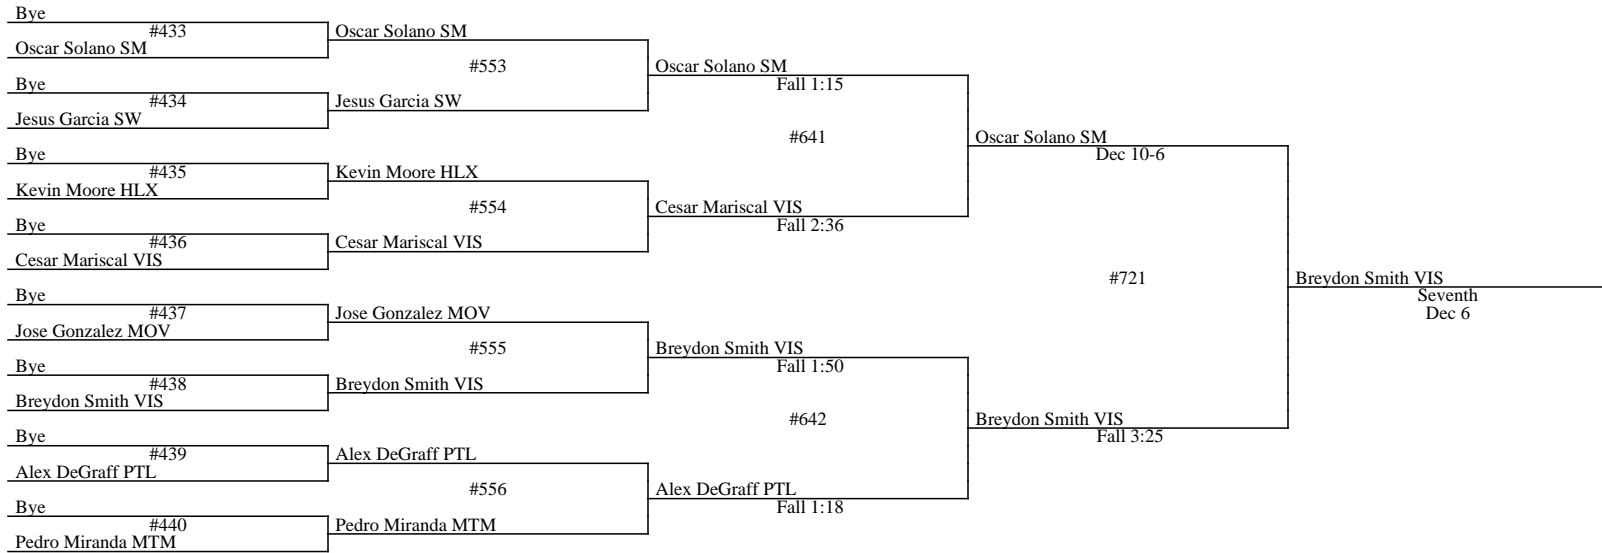 Bye
#433
Oscar Solano SM
Bye
#434
Jesus Garcia SW
Bye
#435
Kevin Moore HLX
Bye
#436
Cesar Mariscal VIS
Bye
#437
Jose Gonzalez MOV
Bye
#438
Breydon Smith VIS
Bye
#439
Alex DeGraff PTL
Bye
#440
Pedro Miranda MTM
Oscar Solano SM
#553
Jesus Garcia SW
Kevin Moore HLX
#554
Cesar Mariscal VIS
Jose Gonzalez MOV
#555
Breydon Smith VIS
Alex DeGraff PTL
#556
Pedro Miranda MTM
Oscar Solano SM
Fall 1:15
#641
Cesar Mariscal VIS
Fall 2:36
Breydon Smith VIS
Fall 1:50
#642
Alex DeGraff PTL
Fall 1:18
Oscar Solano SM
Dec 10-6
#721
Breydon Smith VIS
Fall 3:25
Breydon Smith VIS
Seventh
Dec 6